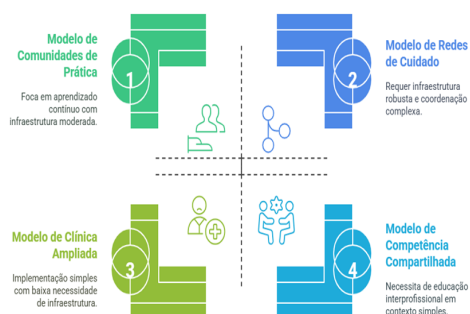 Modelo de
Comunidades de
Prática
1
Foca em aprendizado
contínuo com
infraestrutura moderada.
Modelo de Redes
de Cuidado
2
Requer infraestrutura
robusta e coordenação
complexa.
Modelo de Clínica
Ampliada
3
Implementação simples
com baixa necessidade
de infraestrutura.
Modelo de
Competência
Compartilhada
4
Necessita de educação
interprofissional em
contexto simples.